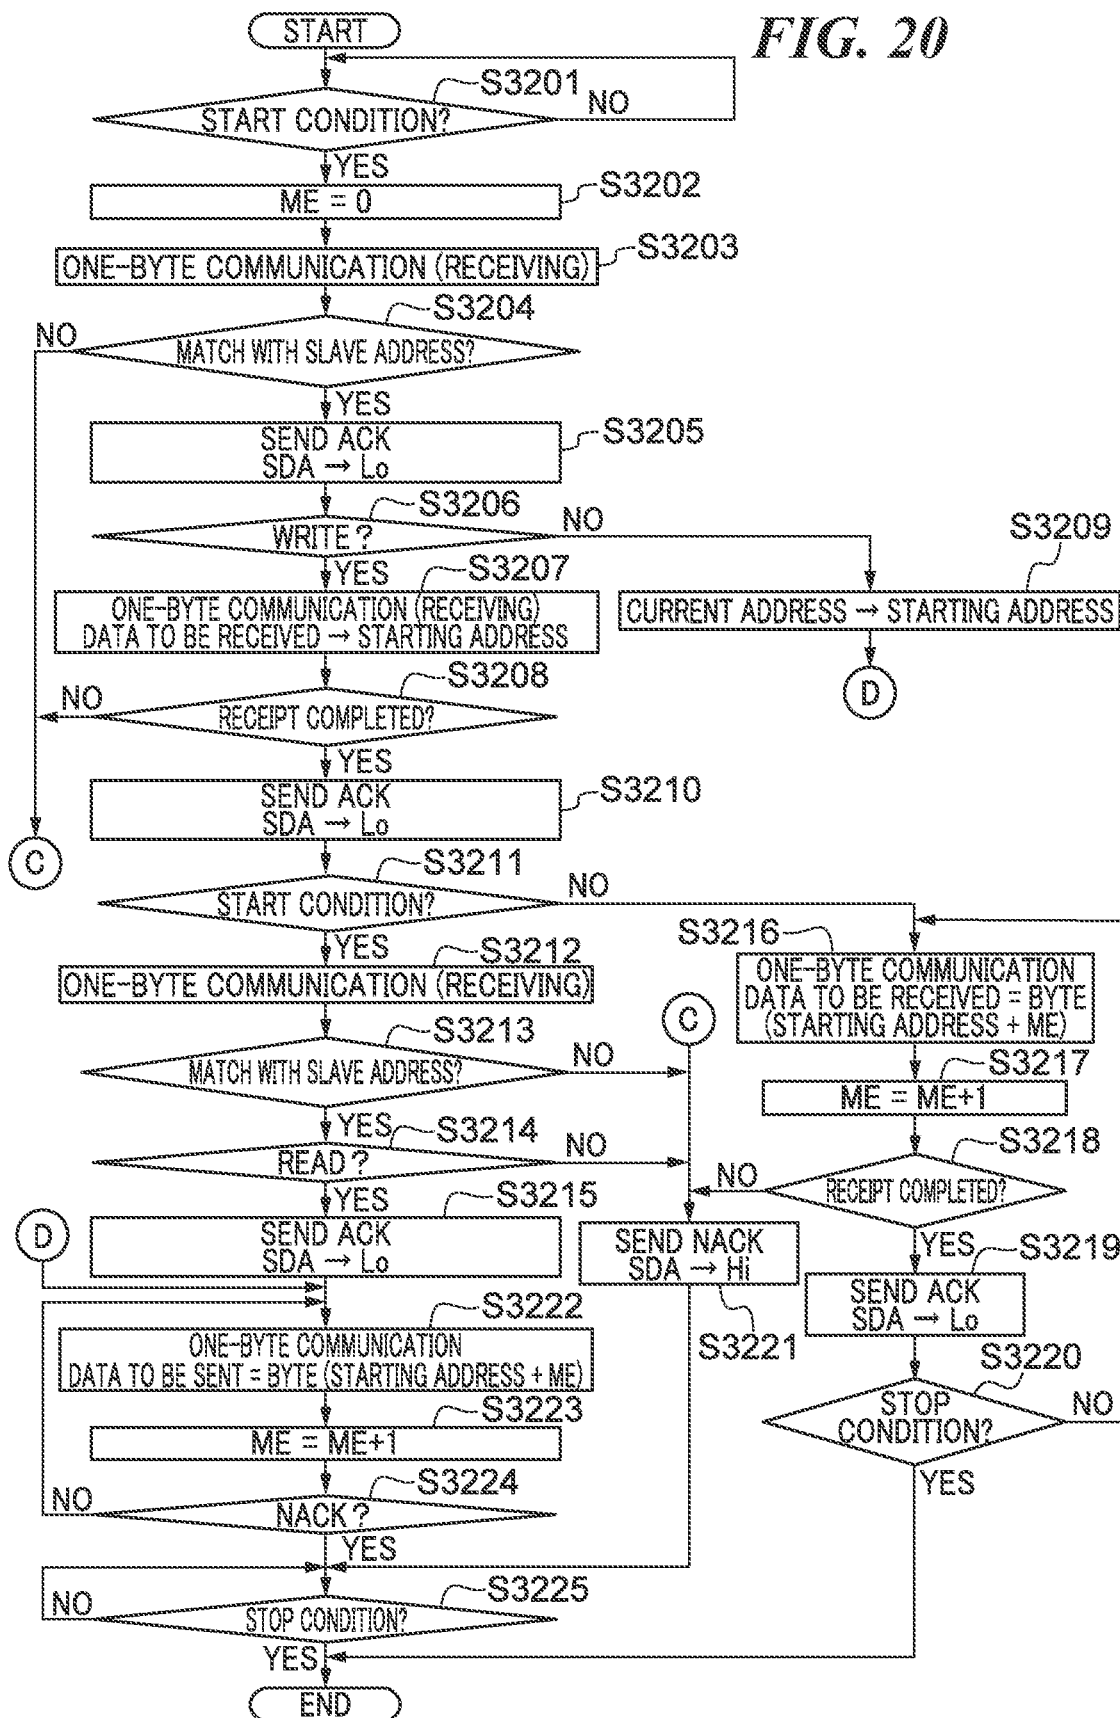 START
FIG. 20
S3201
START CONDITION?
NO
YES
ME = 0
S3202
ONE-BYTE COMMUNICATION (RECEIVING)
S3203
S3204
NO
MATCH WITH SLAVE ADDRESS?
YES
SEND ACK
SDA → Lo
S3205
S3206
WRITE ?
NO
YES
S3207
ONE-BYTE COMMUNICATION (RECEIVING)
DATA TO BE RECEIVED → STARTING ADDRESS
S3209
CURRENT ADDRESS → STARTING ADDRESS
D
S3208
NO
RECEIPT COMPLETED?
YES
SEND ACK
SDA → Lo
S3210
C
S3211
START CONDITION?
NO
YES
S3212
ONE-BYTE COMMUNICATION (RECEIVING)
S3216
ONE-BYTE COMMUNICATION
DATA TO BE RECEIVED = BYTE
(STARTING ADDRESS + ME)
C
S3213
MATCH WITH SLAVE ADDRESS?
NO
S3217
ME = ME+1
YES
S3214
READ ?
NO
S3218
NO
RECEIPT COMPLETED?
YES
S3215
D
SEND ACK
SDA → Lo
SEND NACK
SDA → Hi
S3221
YES
S3219
SEND ACK
SDA → Lo
S3222
ONE-BYTE COMMUNICATION
DATA TO BE SENT = BYTE (STARTING ADDRESS + ME)
S3220
STOP
CONDITION?
NO
YES
S3223
ME = ME+1
S3224
NO
NACK ?
YES
S3225
NO
STOP CONDITION?
YES
END